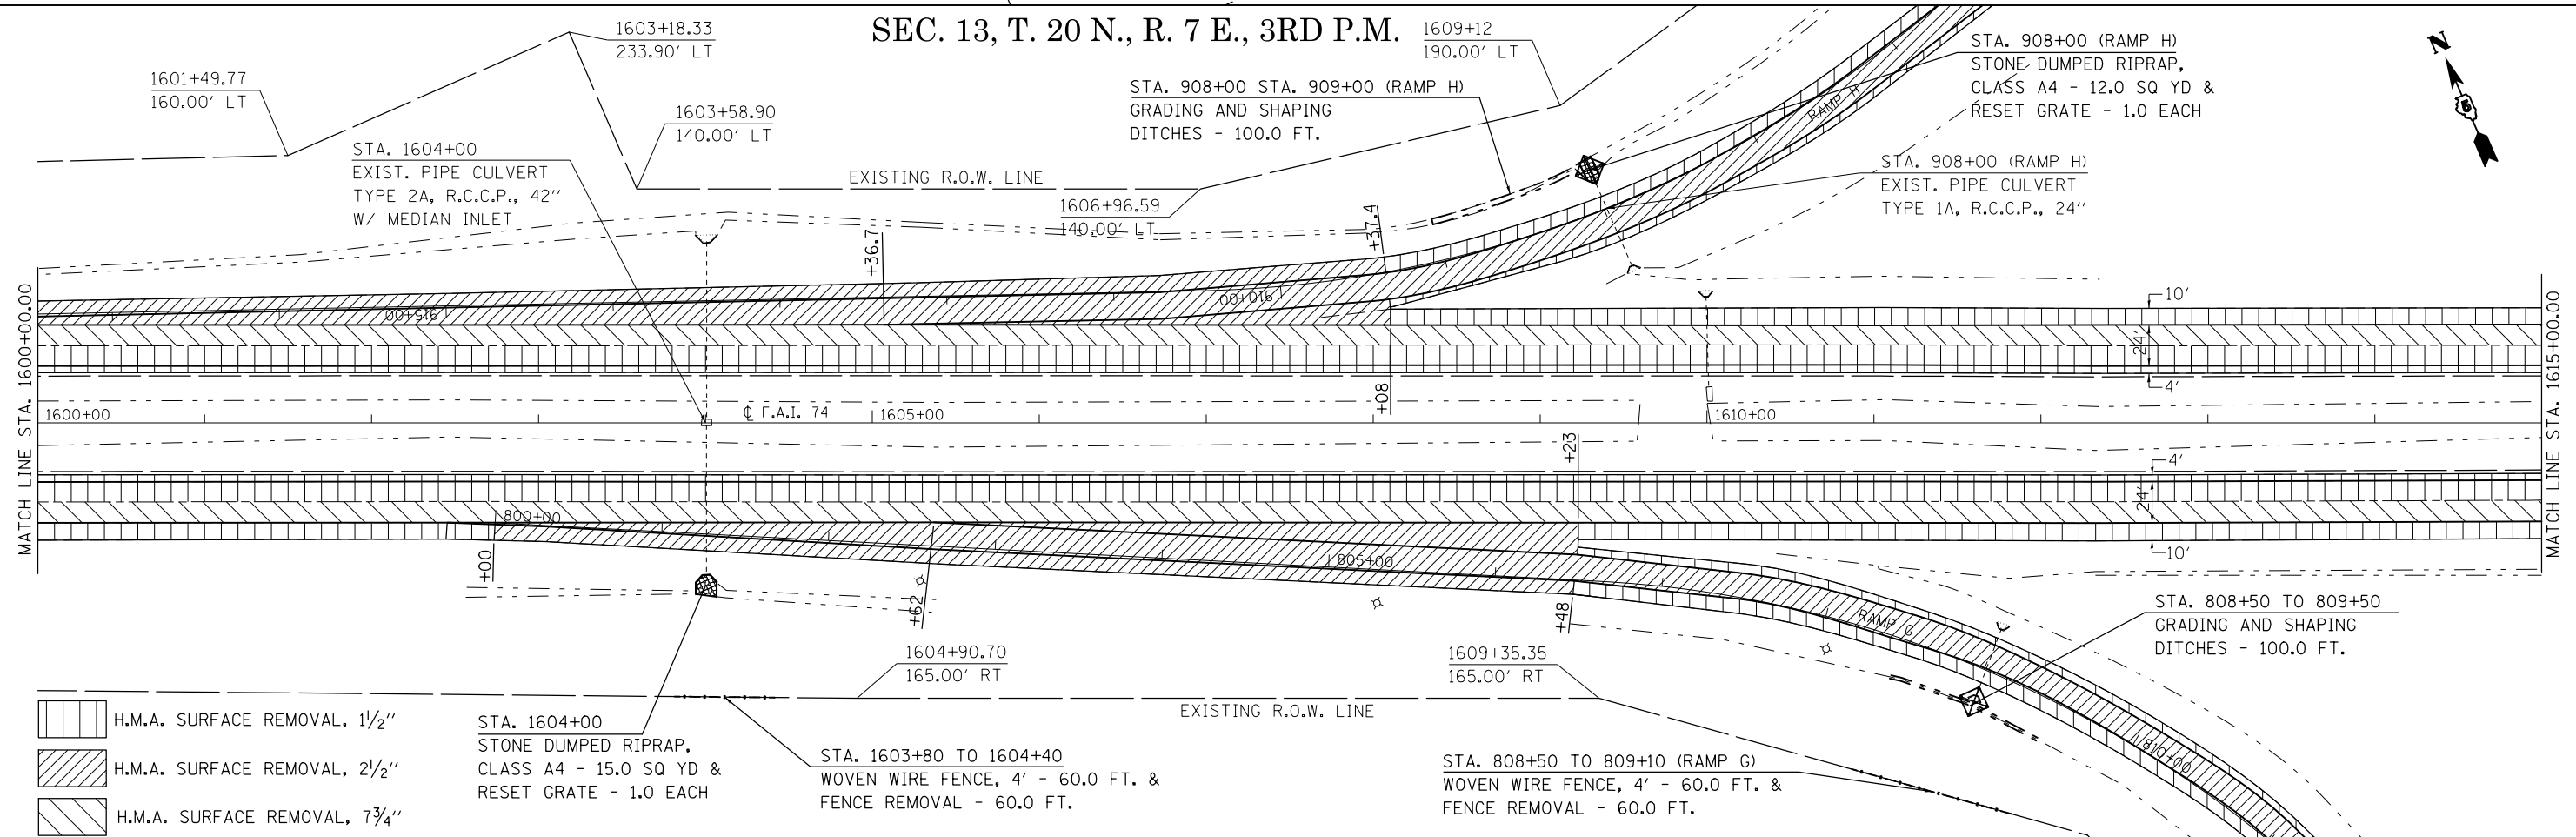 SEC. 13, T. 20 N., R. 7 E., 3RD P.M.
1603+18.33
233.90' LT
1609+12
190.00' LT
1601+49.77
160.00' LT
1603+58.90
140.00' LT
STA. 908+00 STA. 909+00 (RAMP H)
GRADING AND SHAPING
DITCHES - 100.0 FT.
STA. 908+00 (RAMP H)
STONE DUMPED RIPRAP,
CLASS A4 - 12.0 SQ YD &
RESET GRATE - 1.0 EACH
N
RAMP H
STA. 1604+00
EXIST. PIPE CULVERT
TYPE 2A, R.C.C.P., 42"
W/ MEDIAN INLET
EXISTING R.O.W. LINE
1606+96.59
140.00' LT
STA. 908+00 (RAMP H)
EXIST. PIPE CULVERT
TYPE 1A, R.C.C.P., 24"
+36.7
+37.4
915+00
910+00
10'
24'
4'
+08
MATCH LINE STA. 1600+00.00
MATCH LINE STA. 1615+00.00
1600+00
℄ F.A.I. 74
1605+00
1610+00
+23
4'
24'
10'
800+00
+00
+62
805+00
+48
RAMP G
810+00
STA. 808+50 TO 809+50
GRADING AND SHAPING
DITCHES - 100.0 FT.
1604+90.70
165.00' RT
1609+35.35
165.00' RT
EXISTING R.O.W. LINE
H.M.A. SURFACE REMOVAL, 1½"
H.M.A. SURFACE REMOVAL, 2½"
H.M.A. SURFACE REMOVAL, 7¾"
STA. 1604+00
STONE DUMPED RIPRAP,
CLASS A4 - 15.0 SQ YD &
RESET GRATE - 1.0 EACH
STA. 1603+80 TO 1604+40
WOVEN WIRE FENCE, 4' - 60.0 FT. &
FENCE REMOVAL - 60.0 FT.
STA. 808+50 TO 809+10 (RAMP G)
WOVEN WIRE FENCE, 4' - 60.0 FT. &
FENCE REMOVAL - 60.0 FT.